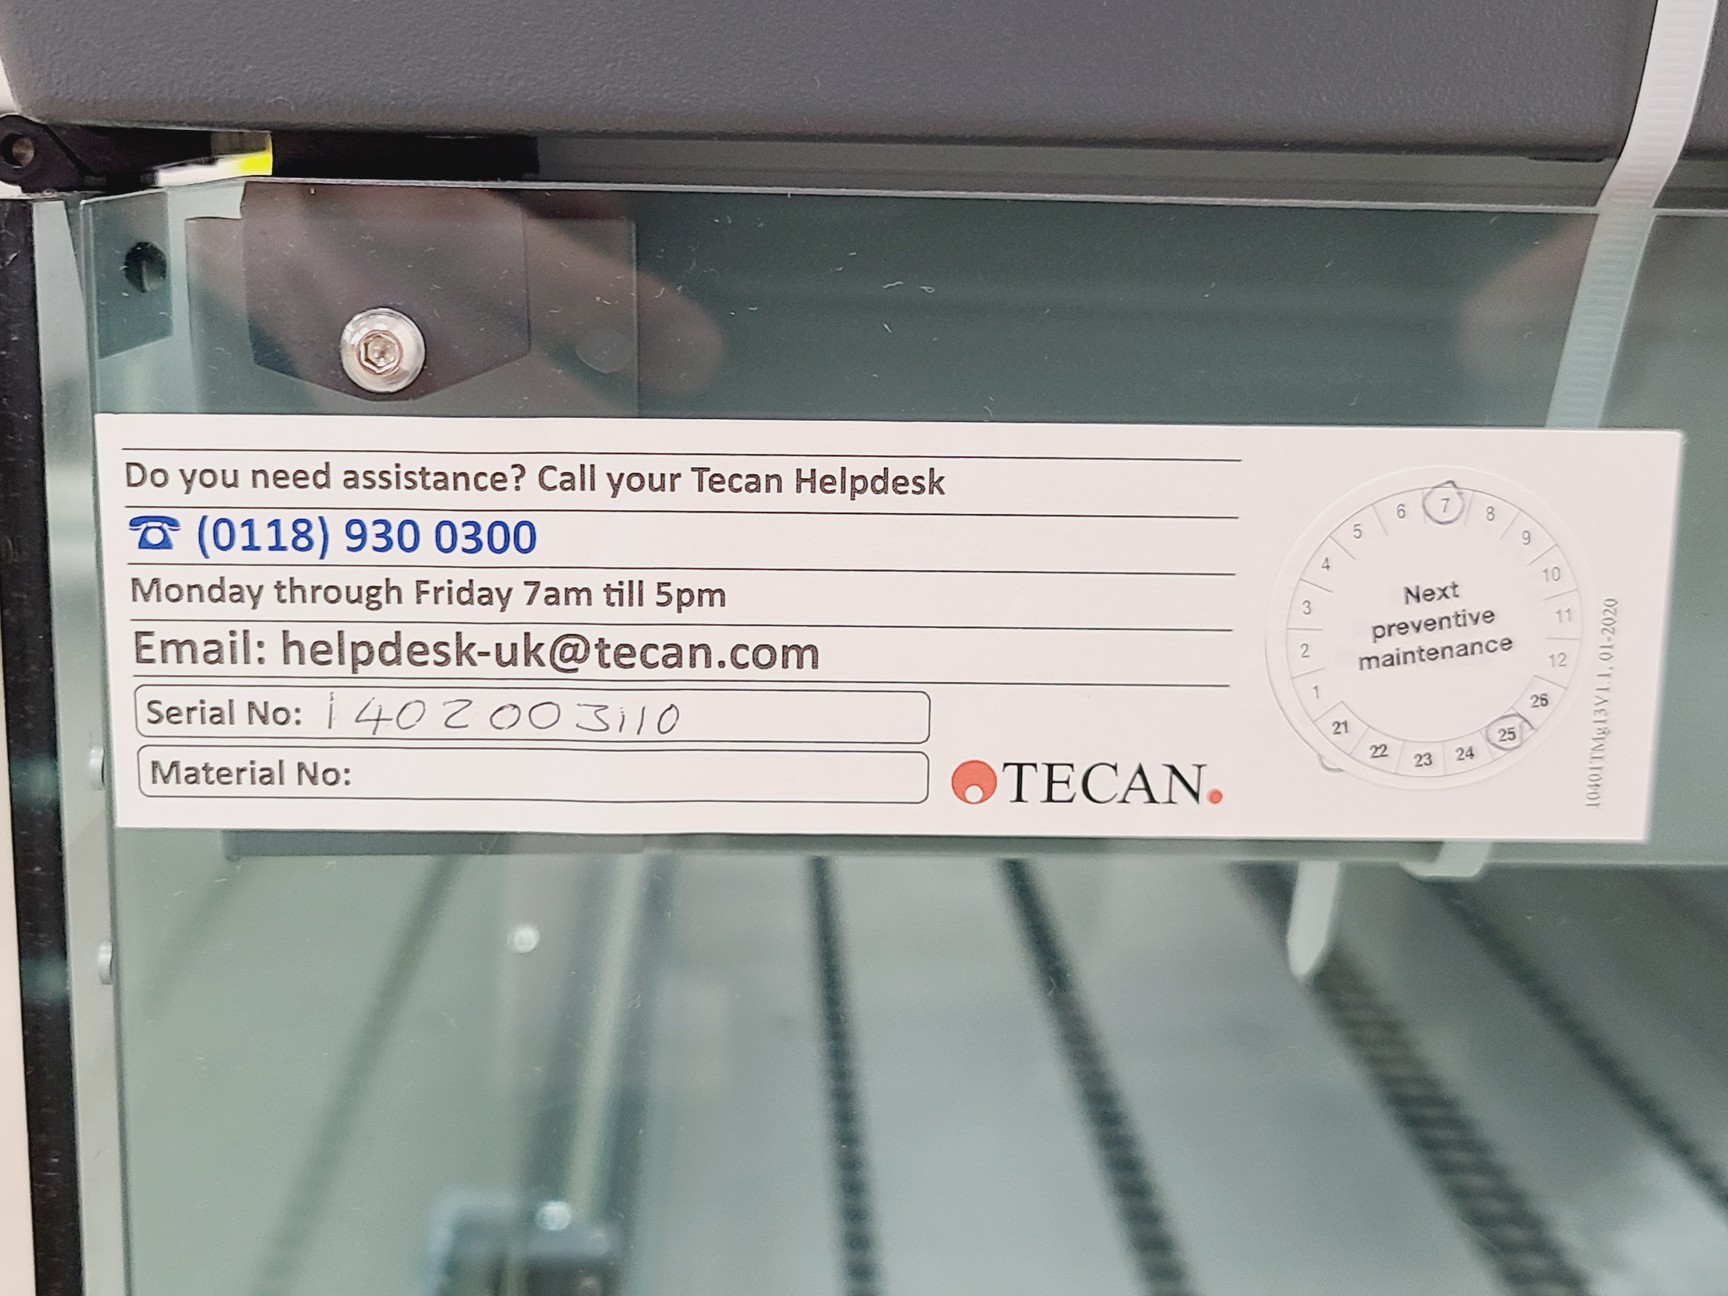 Do you need assistance? Call your Tecan Helpdesk
☎ (0118) 930 0300
Monday through Friday 7am till 5pm
Email: helpdesk-uk@tecan.com
Serial No: 1402003110
Material No:
TECAN.
1 2 3 4 5 6 7 8 9 10 11 12
21 22 23 24 25 26
Next
preventive
maintenance
10401TMg13V1.1, 01-2020